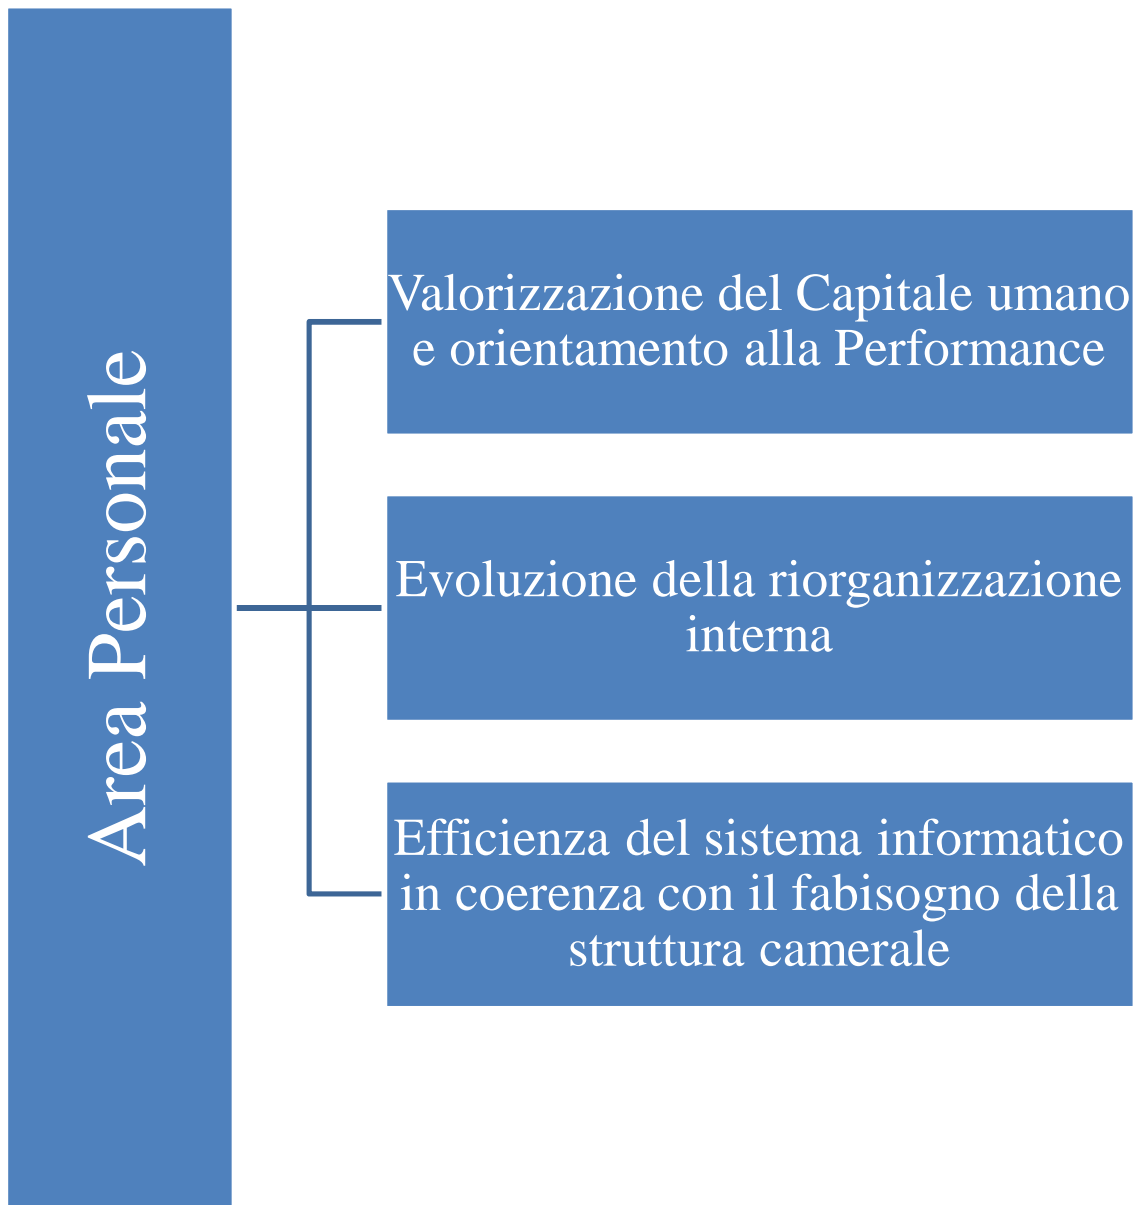 Area Personale
Valorizzazione del Capitale umano
e orientamento alla Performance
Evoluzione della riorganizzazione
interna
Efficienza del sistema informatico
in coerenza con il fabisogno della
struttura camerale